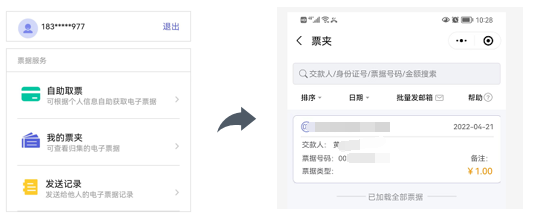 183*****977
退出
票据服务
自助取票
可根据个人信息自助获取电子票据
我的票夹
可查看归集的电子票据
发送记录
发送给他人的电子票据记录
10:28
票夹
交款人/身份证号/票据号码/金额搜索
排序
日期
批量发邮箱
帮助
2022-04-21
交款人：黄
票据号码：00
备注：
票据类型：
¥ 1.00
已加载全部票据